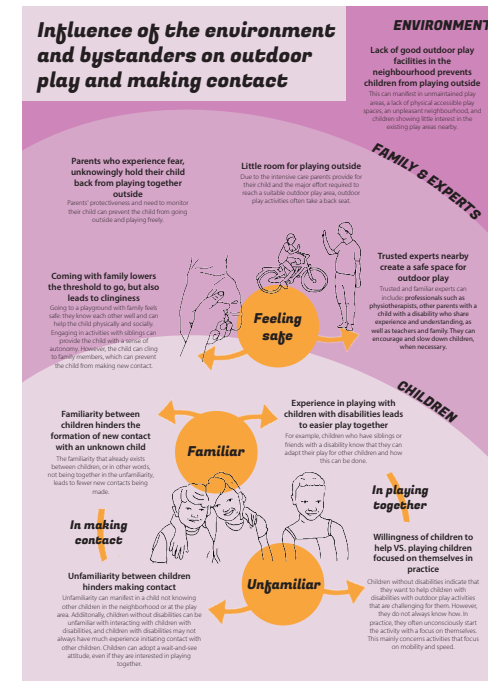 Influence of the environment
and bystanders on outdoor
play and making contact
ENVIRONMENT
Lack of good outdoor play
facilities in the
neighbourhood prevents
children from playing outside
This can manifest in unmaintained play
areas, a lack of physical accessible play
spaces, an unpleasant neighbourhood, and
children showing little interest in the
existing play areas nearby.
FAMILY & EXPERTS
Parents who experience fear,
unknowingly hold their child
back from playing together
outside
Parents' protectiveness and need to monitor
their child can prevent the child from going
outside and playing freely.
Little room for playing outside
Due to the intensive care parents provide for
their child and the major effort required to
reach a suitable outdoor play area, outdoor
play activities often take a back seat.
Trusted experts nearby
create a safe space for
outdoor play
Trusted and familiar experts can
include: professionals such as
physiotherapists, other parents with a
child with a disability who share
experience and understanding, as
well as teachers and family. They can
encourage and slow down children,
when necessary.
Coming with family lowers
the threshold to go, but also
leads to clinginess
Going to a playground with family feels
safe: they know each other well and can
help the child physically and socially.
Engaging in activities with siblings can
provide the child with a sense of
autonomy. However, the child can cling
to family members, which can prevent
the child from making new contact.
Feeling
safe
CHILDREN
Familiarity between
children hinders the
formation of new contact
with an unknown child
The familiarity that already exists
between children, or in other words,
not being together in the unfamiliarity,
leads to fewer new contacts being
made.
Familiar
Experience in playing with
children with disabilities leads
to easier play together
For example, children who have siblings or
friends with a disability know that they can
adapt their play for other children and how
this can be done.
In making
contact
In playing
together
Unfamiliarity between children
hinders making contact
Unfamiliarity can manifest in a child not knowing
other children in the neighborhood or at the play
area. Additionally, children without disabilities can be
unfamiliar with interacting with children with
disabilities, and children with disabilities may not
always have much experience initiating contact with
other children. Children can adopt a wait-and-see
attitude, even if they are interested in playing
together.
Unfamiliar
Willingness of children to
help VS. playing children
focused on themselves in
practice
Children without disabilities indicate that
they want to help children with
disabilities with outdoor play activities
that are challenging for them. However,
they do not always know how. In
practice, they often unconsciously start
the activity with a focus on themselves.
This mainly concerns activities that focus
on mobility and speed.